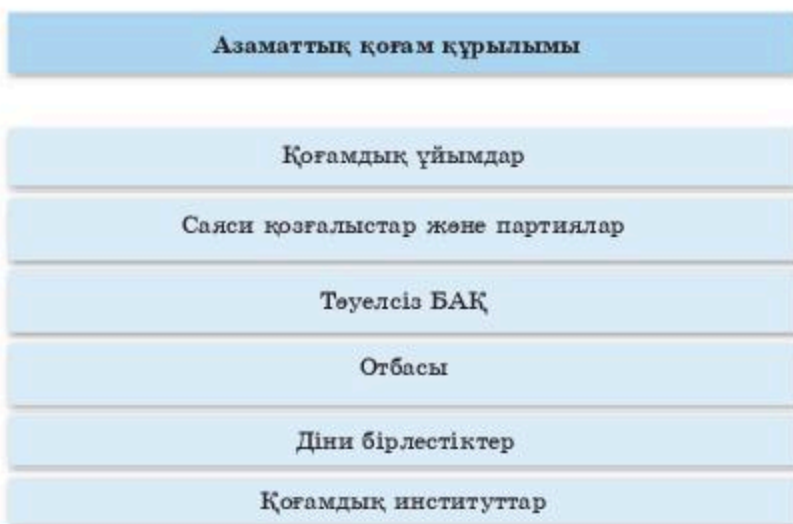 Азаматтық қоғам құрылымы
Қоғамдық ұйымдар
Саяси қозғалыстар және партиялар
Тәуелсіз БАҚ
Отбасы
Діни бірлестіктер
Қоғамдық институттар